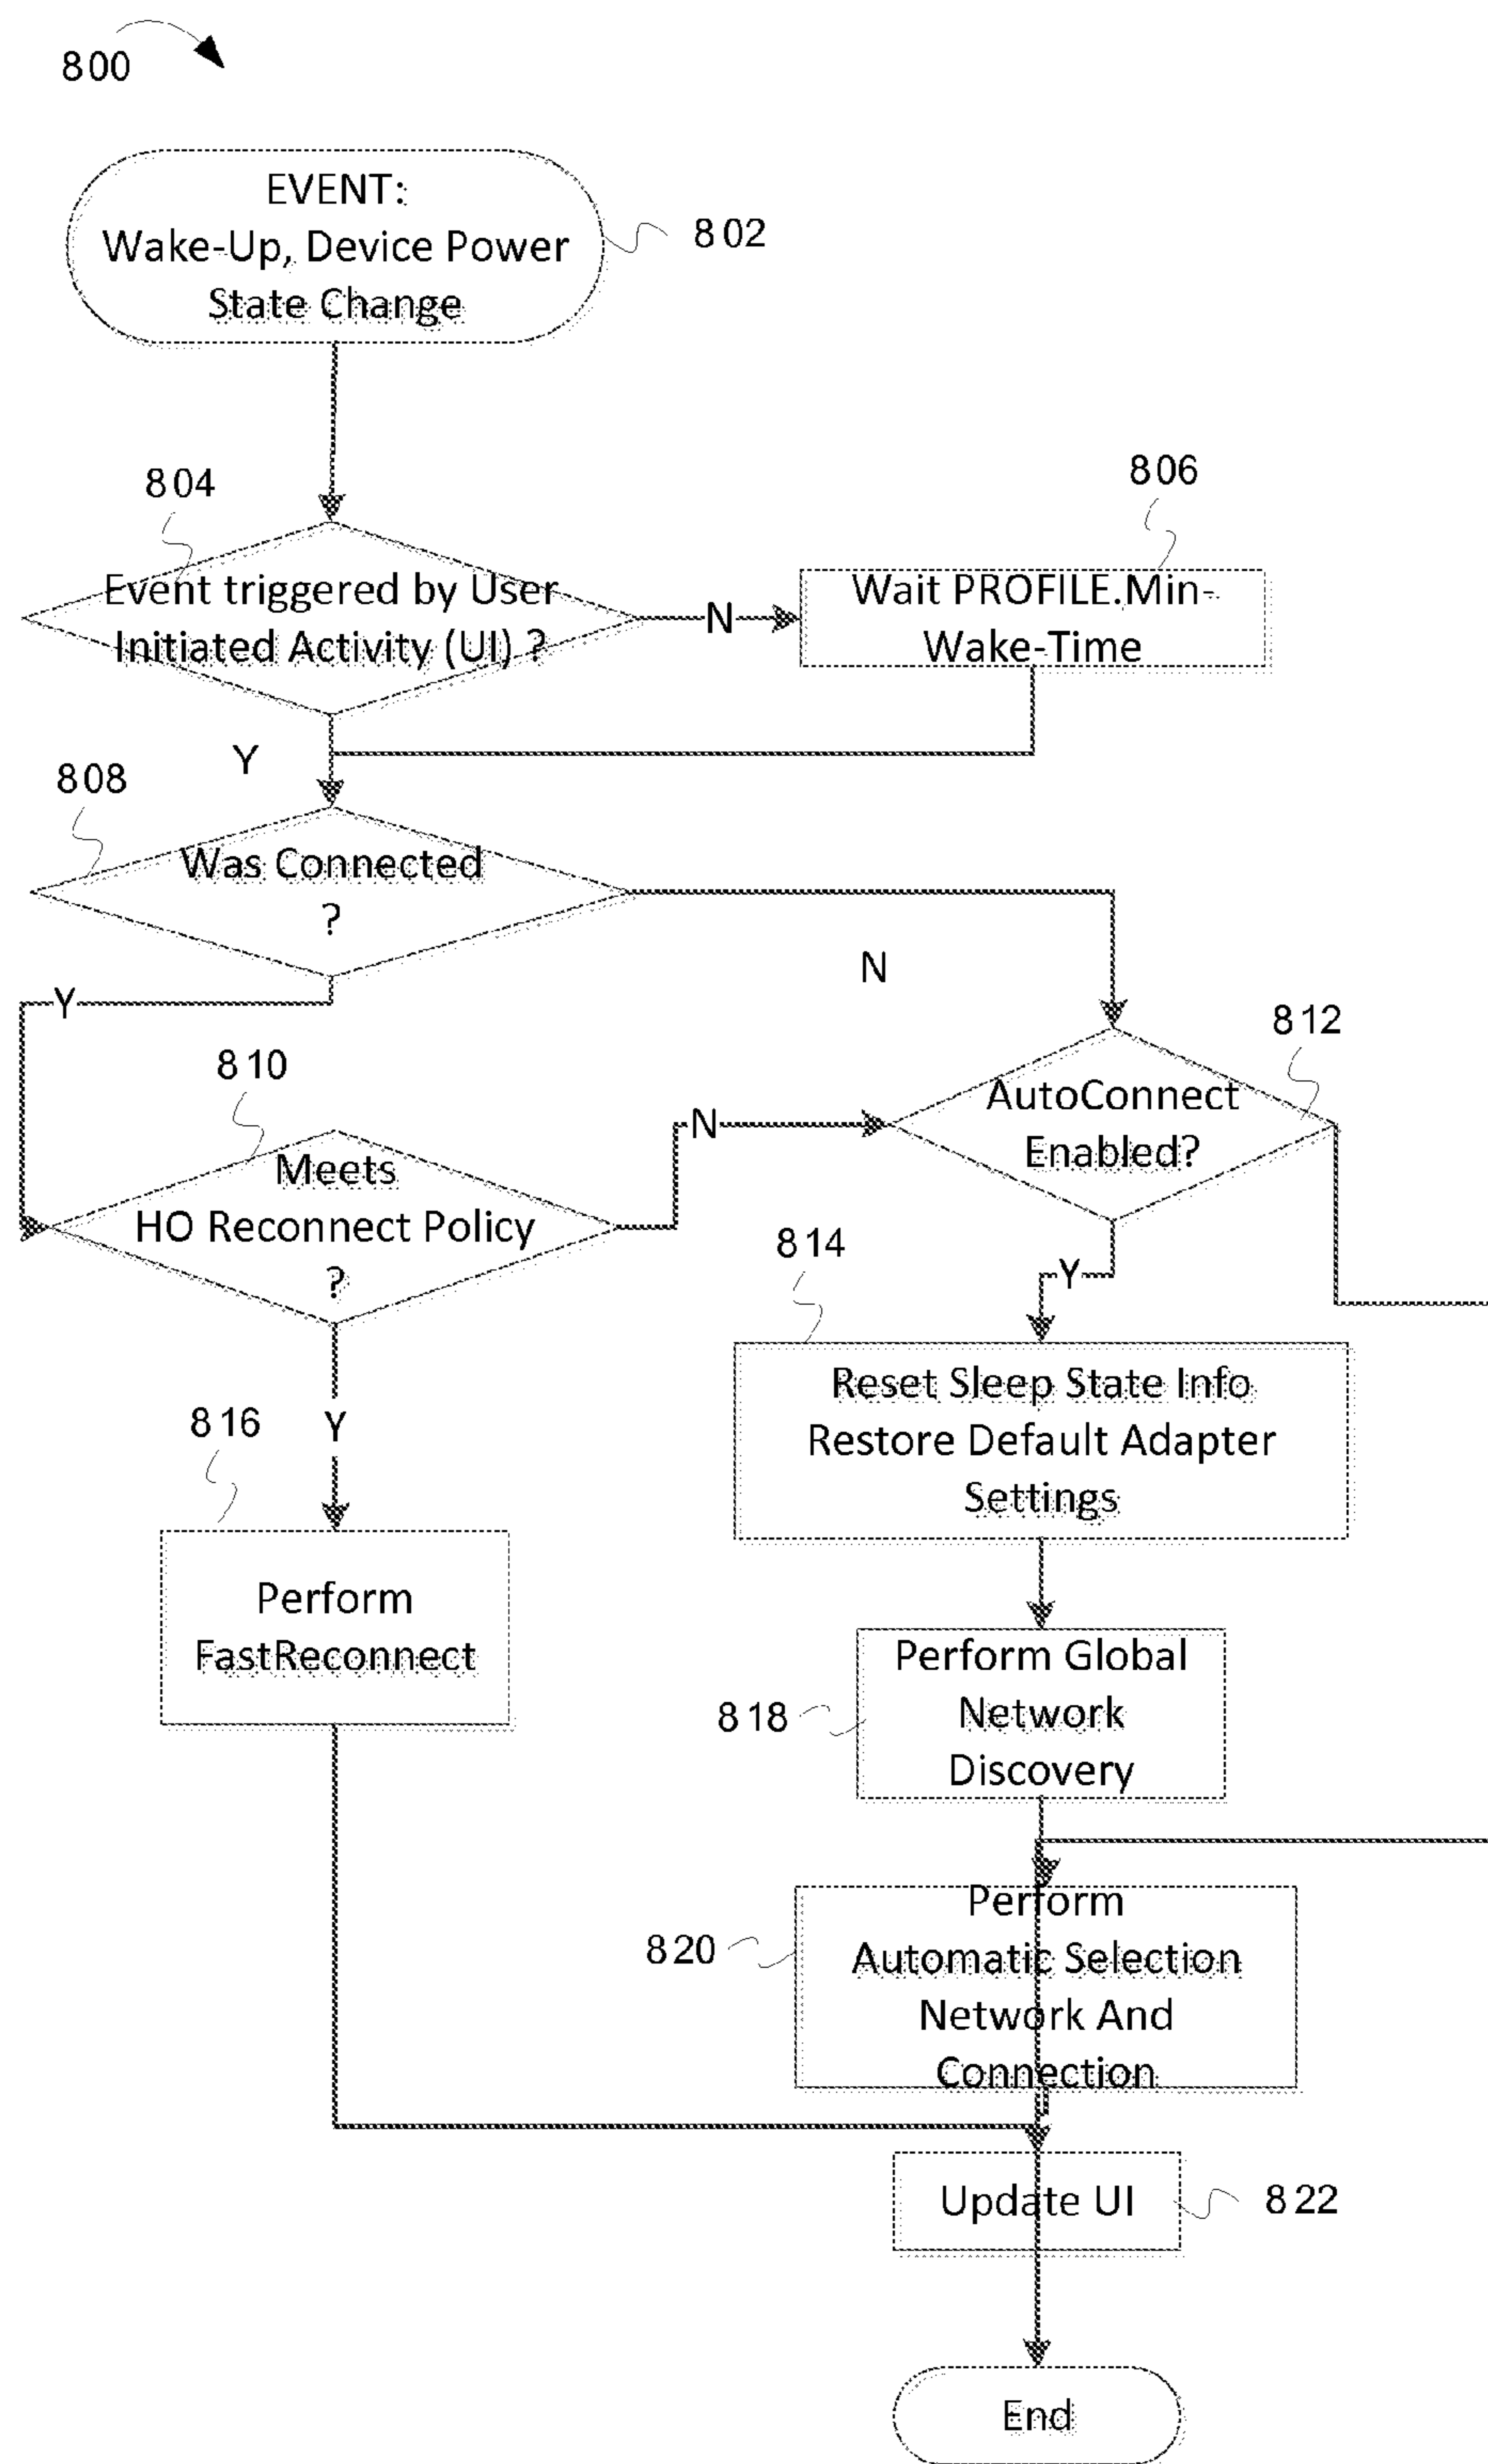 800
EVENT:
Wake-Up, Device Power
State Change
802
804
Event triggered by User
Initiated Activity (UI) ?
N
806
Wait PROFILE.Min-
Wake-Time
Y
808
Was Connected
?
N
Y
810
Meets
HO Reconnect Policy
?
N
812
AutoConnect
Enabled?
Y
814
Reset Sleep State Info
Restore Default Adapter
Settings
Y
816
Perform
FastReconnect
818
Perform Global
Network
Discovery
820
Perform
Automatic Selection
Network And
Connection
Update UI
822
End